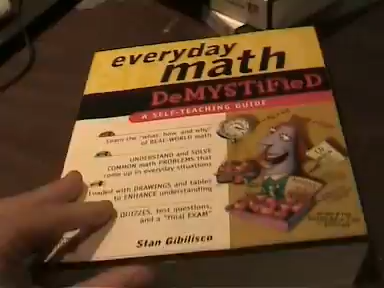 everyday
math
DeMYSTiFieD
A SELF-TEACHING GUIDE
Learn the "what, how and why"
of REAL-WORLD math
UNDERSTAND and SOLVE
COMMON math PROBLEMS that
come up in everyday situations
Loaded with DRAWINGS and tables
to ENHANCE understanding
QUIZZES, test questions,
and a "Final EXAM"
Stan Gibilisco